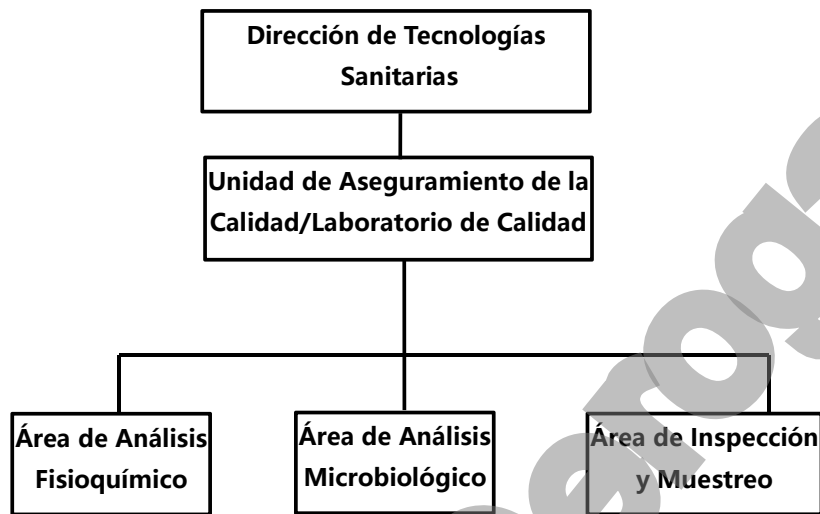 Dirección de Tecnologías
Sanitarias
Unidad de Aseguramiento de la
Calidad/Laboratorio de Calidad
Área de Análisis
Fisioquímico
Área de Análisis
Microbiológico
Área de Inspección
y Muestreo